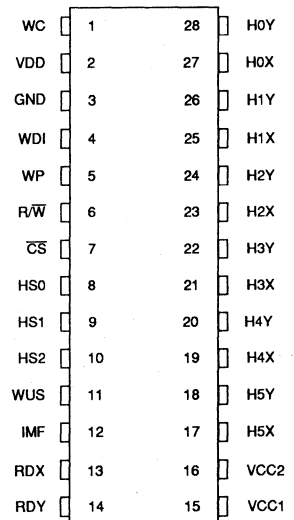 WC 1 28 H0Y
VDD 2 27 H0X
GND 3 26 H1Y
WDI 4 25 H1X
WP 5 24 H2Y
R/W̅ 6 23 H2X
C̅S̅ 7 22 H3Y
HS0 8 21 H3X
HS1 9 20 H4Y
HS2 10 19 H4X
WUS 11 18 H5Y
IMF 12 17 H5X
RDX 13 16 VCC2
RDY 14 15 VCC1